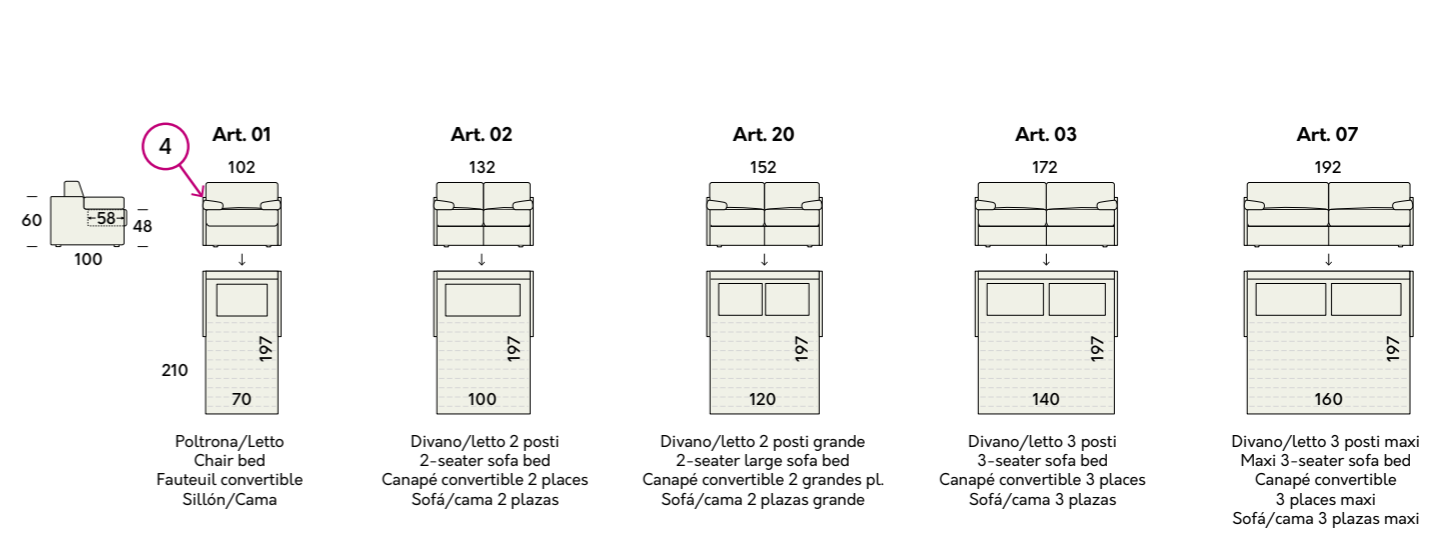 4
Art. 01
102
Art. 02
132
Art. 20
152
Art. 03
172
Art. 07
192
60
58
48
100
210
197
70
197
100
197
120
197
140
197
160
Poltrona/Letto
Chair bed
Fauteuil convertible
Sillón/Cama
Divano/letto 2 posti
2-seater sofa bed
Canapé convertible 2 places
Sofá/cama 2 plazas
Divano/letto 2 posti grande
2-seater large sofa bed
Canapé convertible 2 grandes pl.
Sofá/cama 2 plazas grande
Divano/letto 3 posti
3-seater sofa bed
Canapé convertible 3 places
Sofá/cama 3 plazas
Divano/letto 3 posti maxi
Maxi 3-seater sofa bed
Canapé convertible
3 places maxi
Sofá/cama 3 plazas maxi